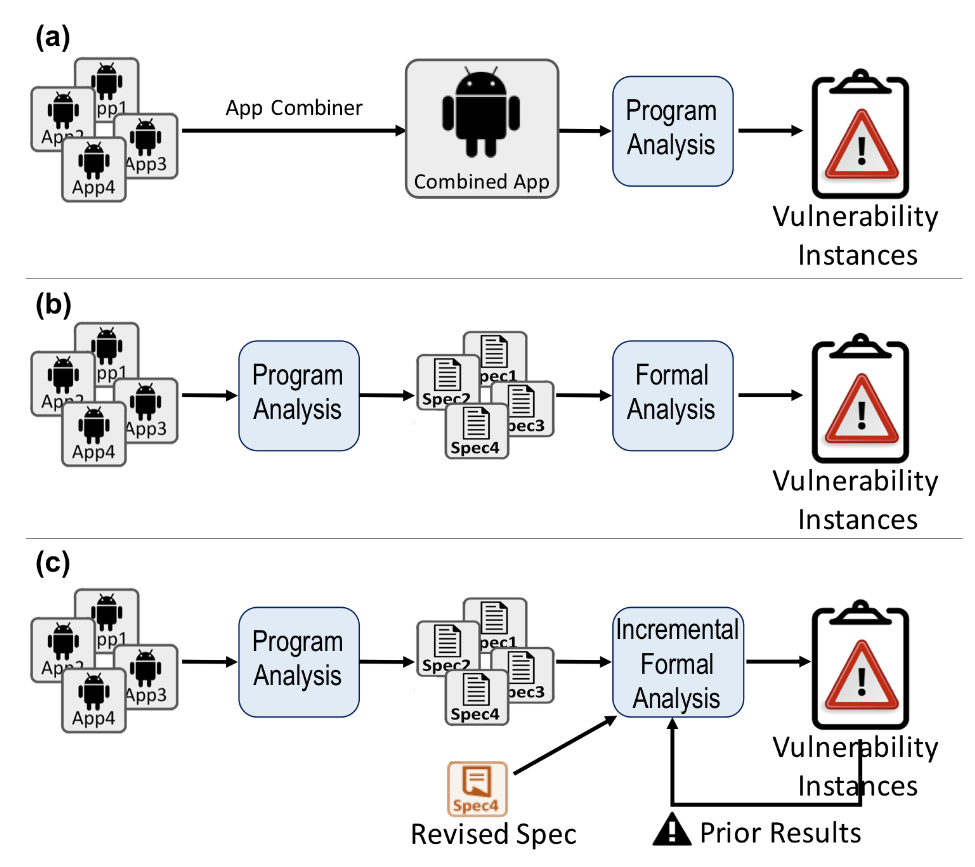 (a)
App1
App2
App3
App4
App Combiner
Combined App
Program
Analysis
Vulnerability
Instances
(b)
App1
App2
App3
App4
Program
Analysis
Spec1
Spec2
Spec3
Spec4
Formal
Analysis
Vulnerability
Instances
(c)
App1
App2
App3
App4
Program
Analysis
Spec1
Spec2
Spec3
Spec4
Incremental
Formal
Analysis
Vulnerability
Instances
Spec4
Revised Spec
Prior Results